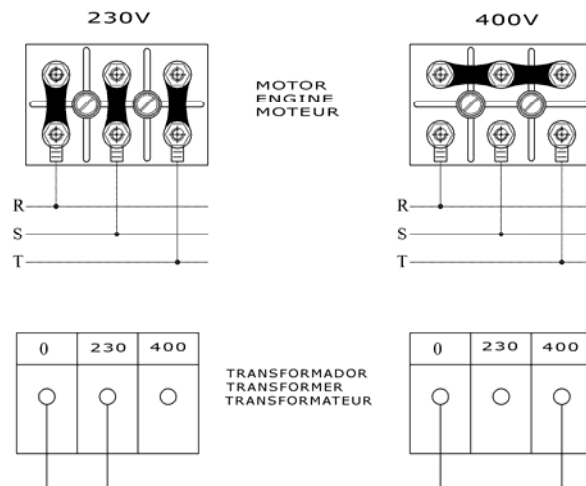 230V 400V
MOTOR
ENGINE
MOTEUR
R R
S S
T T
0 230 400 0 230 400
TRANSFORMADOR
TRANSFORMER
TRANSFORMATEUR